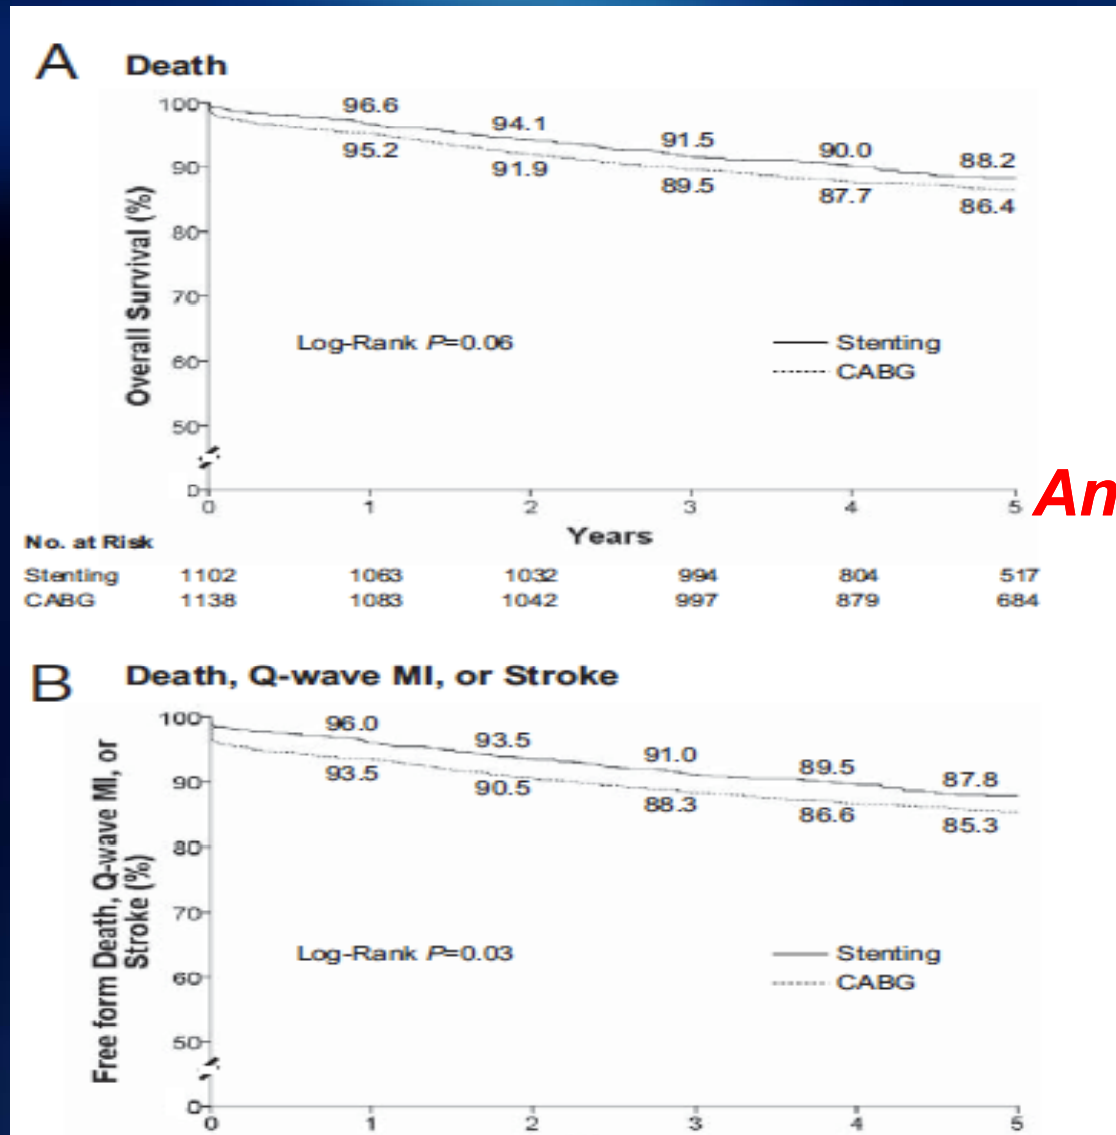 A Death
100
96.6
94.1
91.5
90.0
88.2
95.2
91.9
89.5
87.7
86.4
90
80
70
60
50
0
Overall Survival (%)
Log-Rank P=0.06
Stenting
CABG
0 1 2 3 4 5
Years
An
No. at Risk
Stenting 1102 1063 1032 994 804 517
CABG 1138 1083 1042 997 879 684
B Death, Q-wave MI, or Stroke
100
96.0
93.5
91.0
89.5
87.8
93.5
90.5
88.3
86.6
85.3
90
80
70
60
50
0
Free form Death, Q-wave MI, or
Stroke (%)
Log-Rank P=0.03
Stenting
CABG
0 1 2 3 4 5